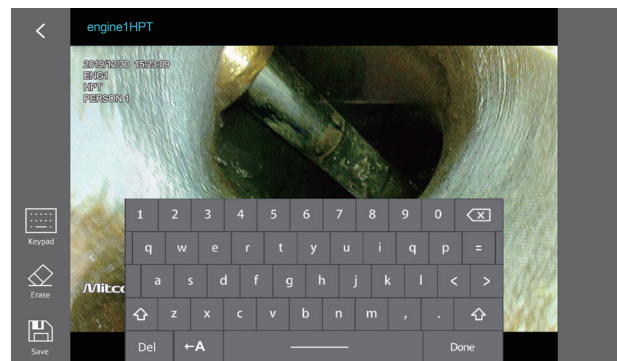 engine1HPT
2019/12/30 15:23:09
ENG1
HPT
PERSON 1
1 2 3 4 5 6 7 8 9 0
q w e r t y u i q p =
a s d f g h j k l < >
z x c v b n m , .
Del ←A Done
Keypad
Erase
Save
Mitco